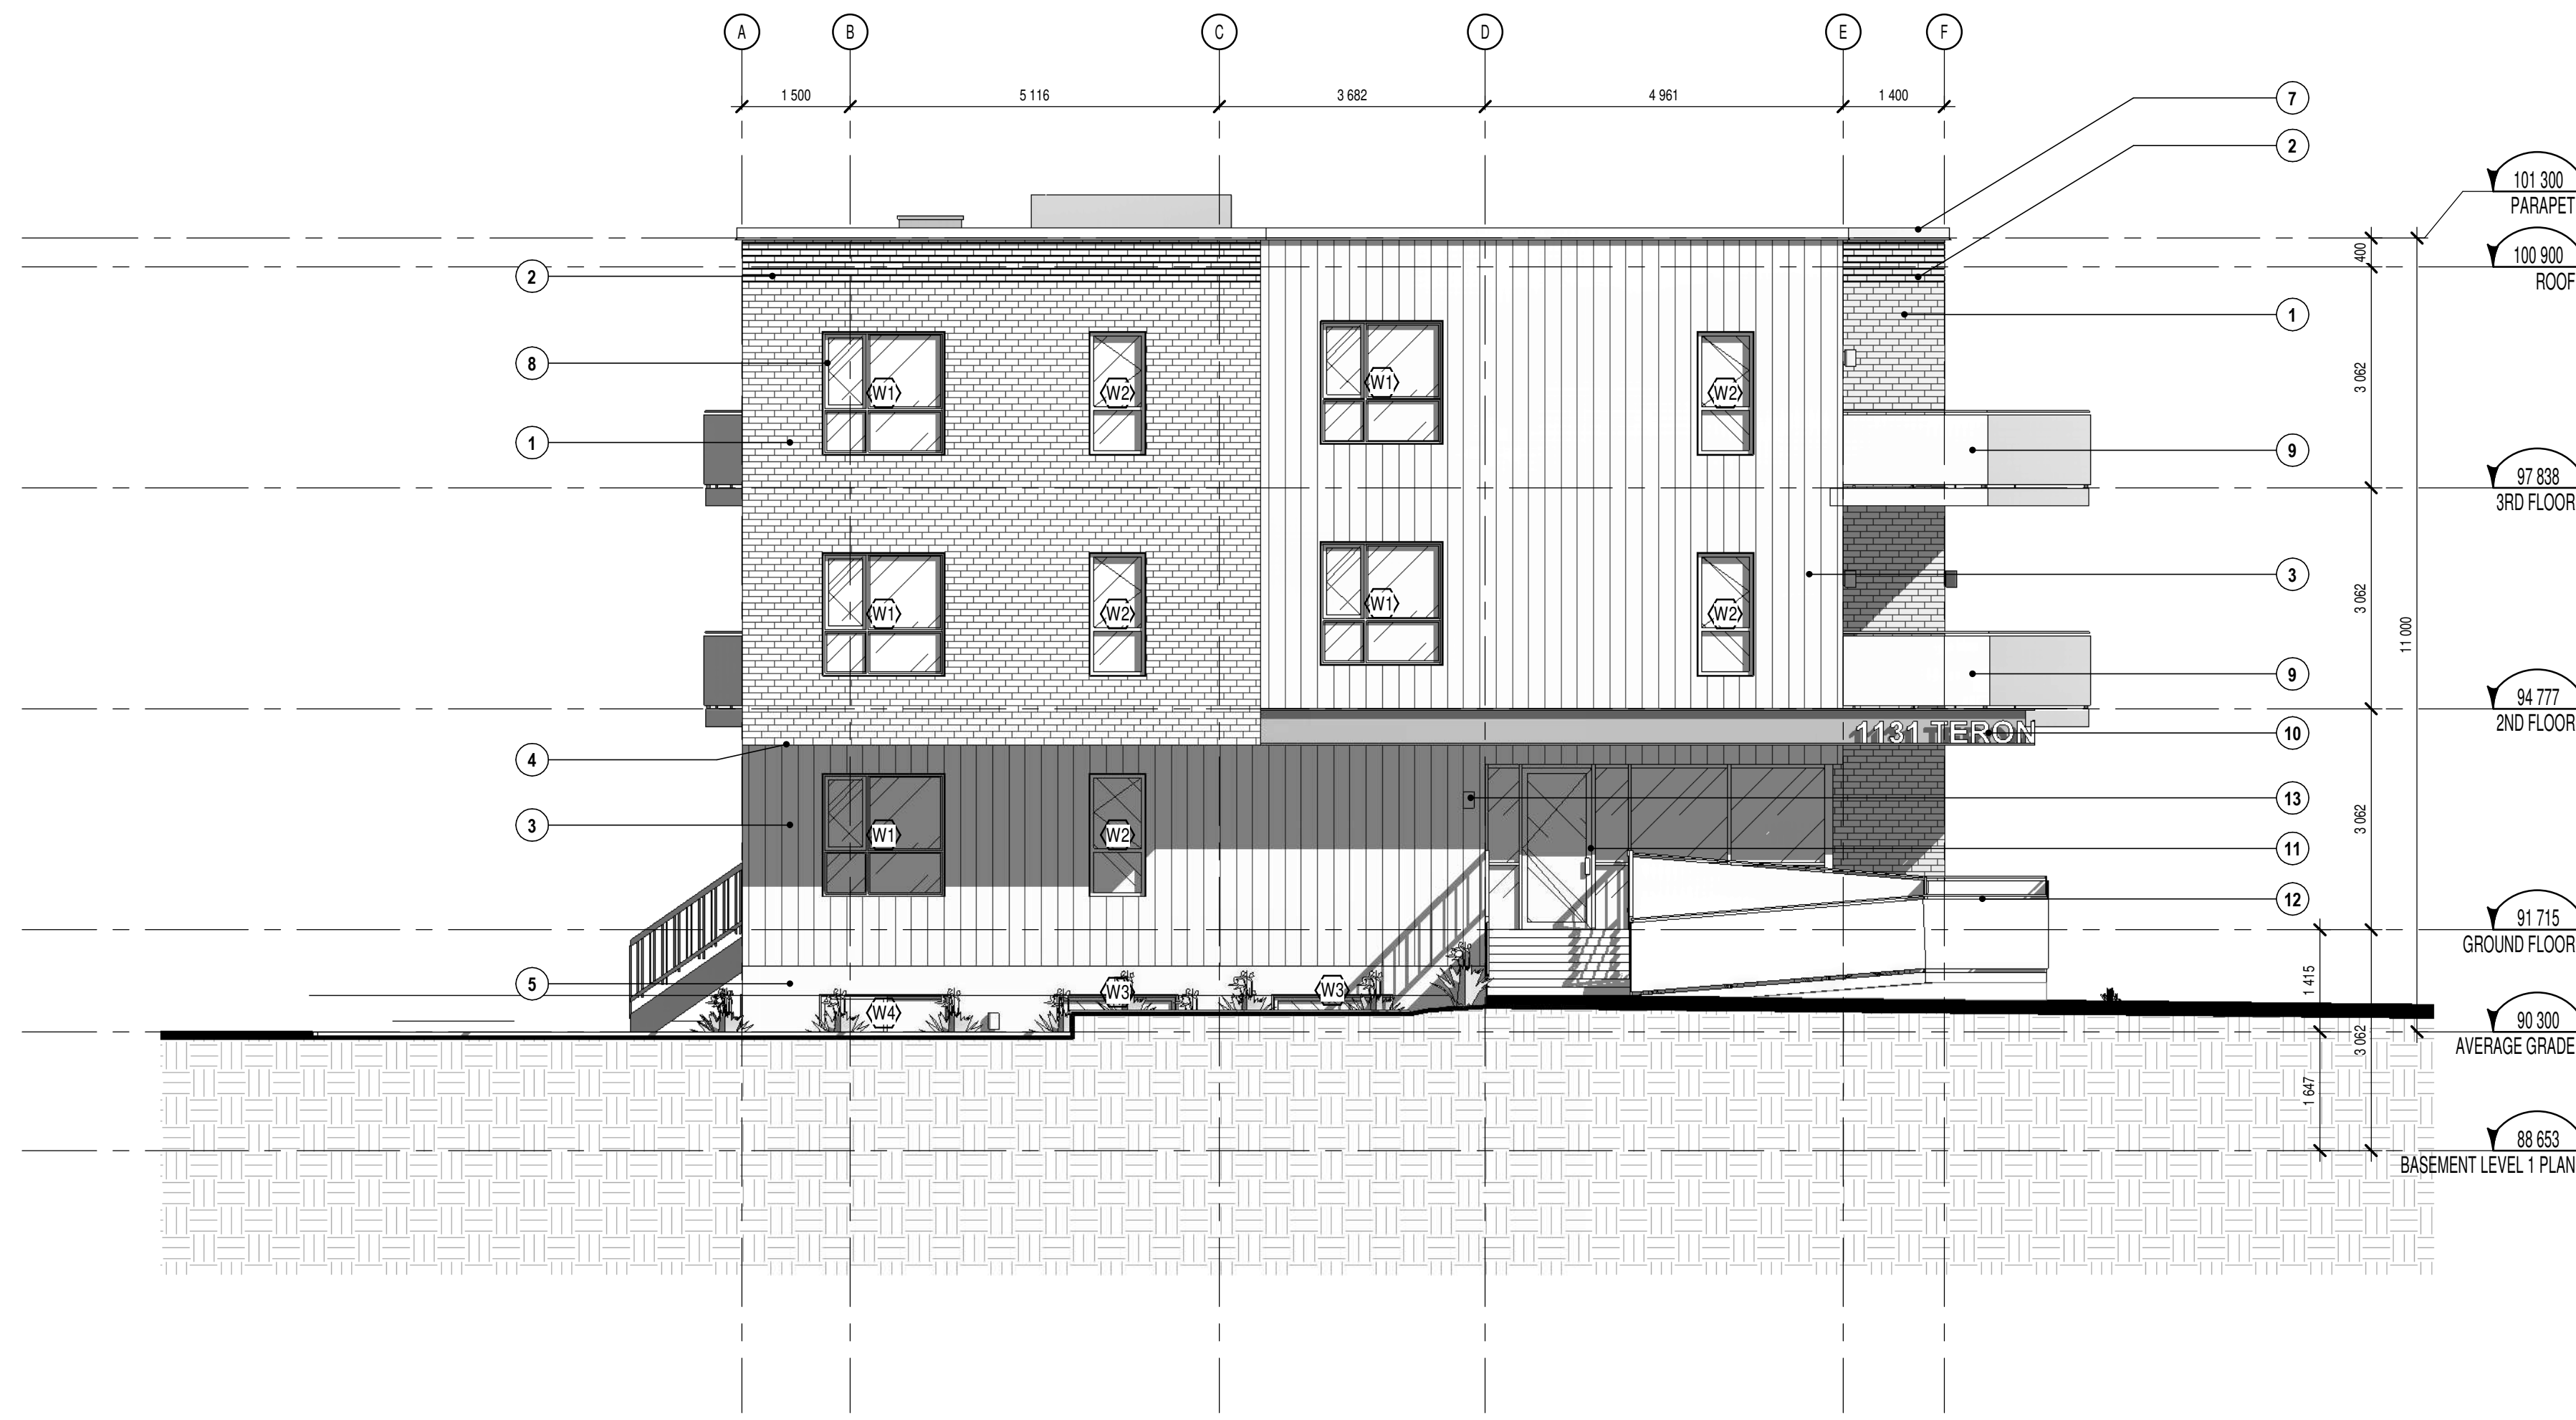 A B C D E F
1 500 5 116 3 682 4 961 1 400
7
2
101 300
PARAPET
400
100 900
ROOF
2
1
8
3 062
W1 W2 W1 W2
1
9
97 838
3RD FLOOR
3
3 062
W1 W2 W1 W2
11 000
9
94 777
2ND FLOOR
1131 TERON
10
4
13
3
3 062
W1 W2
11
12
91 715
GROUND FLOOR
5
1 415
W3 W3
W4
90 300
AVERAGE GRADE
3 062
1 647
88 653
BASEMENT LEVEL 1 PLAN